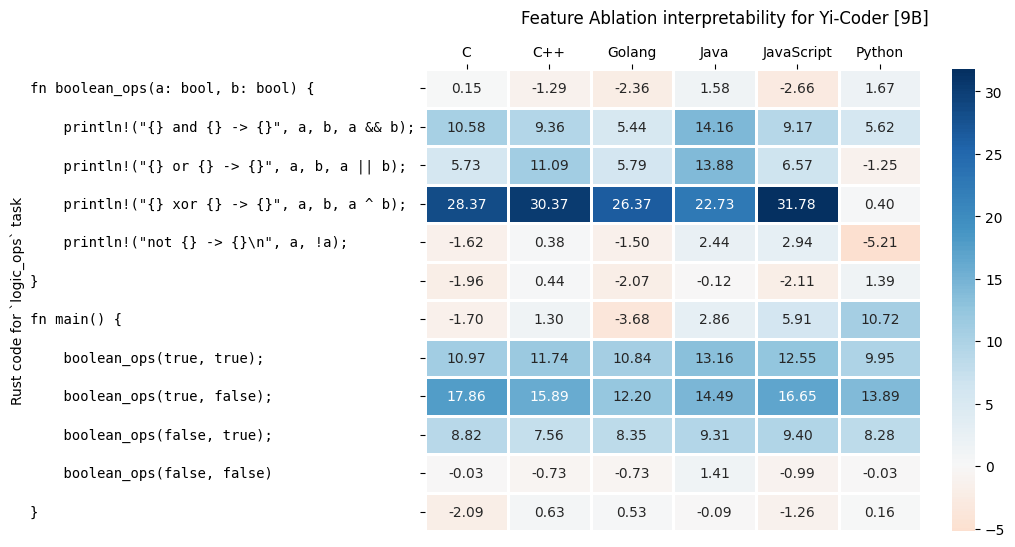 Feature Ablation interpretability for Yi-Coder [9B]
C C++ Golang Java JavaScript Python
fn boolean_ops(a: bool, b: bool) { 0.15 -1.29 -2.36 1.58 -2.66 1.67
println!("{} and {} -> {}", a, b, a && b); 10.58 9.36 5.44 14.16 9.17 5.62
println!("{} or {} -> {}", a, b, a || b); 5.73 11.09 5.79 13.88 6.57 -1.25
println!("{} xor {} -> {}", a, b, a ^ b); 28.37 30.37 26.37 22.73 31.78 0.40
println!("not {} -> {}\n", a, !a); -1.62 0.38 -1.50 2.44 2.94 -5.21
} -1.96 0.44 -2.07 -0.12 -2.11 1.39
fn main() { -1.70 1.30 -3.68 2.86 5.91 10.72
boolean_ops(true, true); 10.97 11.74 10.84 13.16 12.55 9.95
boolean_ops(true, false); 17.86 15.89 12.20 14.49 16.65 13.89
boolean_ops(false, true); 8.82 7.56 8.35 9.31 9.40 8.28
boolean_ops(false, false) -0.03 -0.73 -0.73 1.41 -0.99 -0.03
} -2.09 0.63 0.53 -0.09 -1.26 0.16
Rust code for `logic_ops` task
30
25
20
15
10
5
0
−5